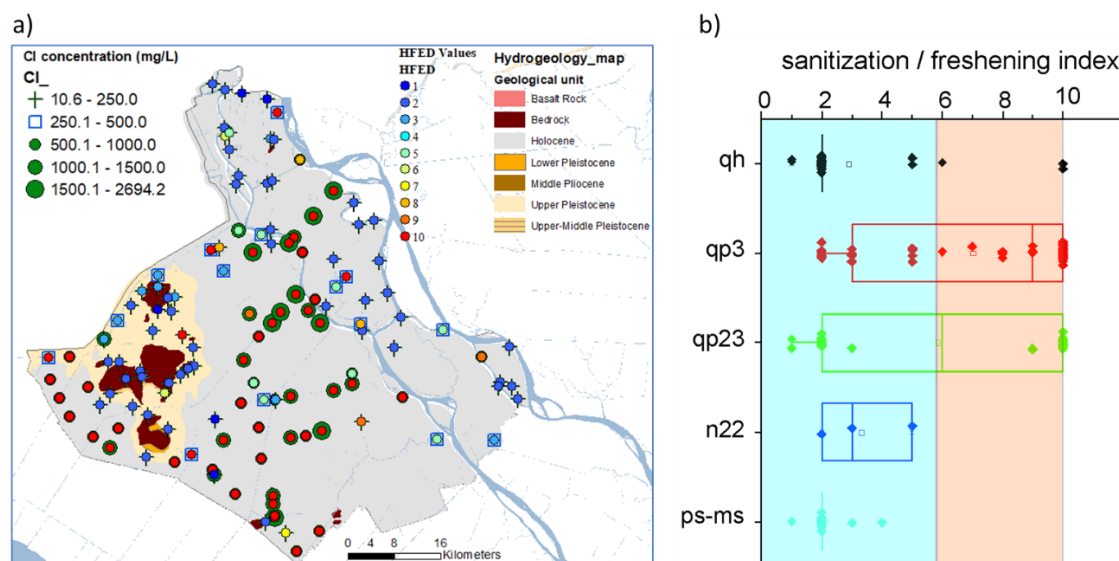 a)
b)
Cl concentration (mg/L)
Cl_
10.6 - 250.0
250.1 - 500.0
500.1 - 1000.0
1000.1 - 1500.0
1500.1 - 2694.2
HFED Values
HFED
1
2
3
4
5
6
7
8
9
10
Hydrogeology_map
Geological unit
Basalt Rock
Bedrock
Holocene
Lower Pleistocene
Middle Pliocene
Upper Pleistocene
Upper-Middle Pleistocene
0 4 8 16
Kilometers
sanitization / freshening index
0 2 4 6 8 10
qh
qp3
qp23
n22
ps-ms